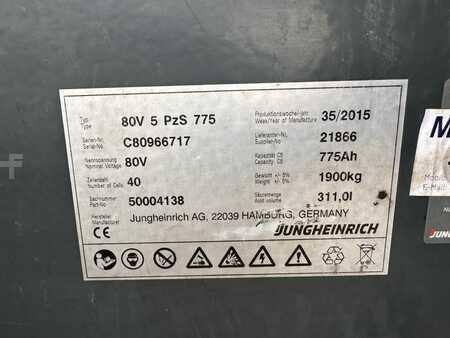 Typ 80V 5 PzS 775
Type
Produktionswoche/-jahr 35/2015
Week/Year of Manufacture
Serien-Nr. C80966717
Serial-No.
Lieferanten-Nr. 21866
Supplier-No
Nennspannung 80V
Nominal Voltage
Kapazität C5 775Ah
Capacity C5
Zellenzahl 40
Number of Cells
Gewicht +/- 5% 1900kg
Weight +/- 5%
Sachnummer 50004138
Säuremenge 311,0l
Acid volume
Hersteller Jungheinrich AG, 22039 HAMBURG, GERMANY
Manufacturer
CE
JUNGHEINRICH
M
E-Mail: